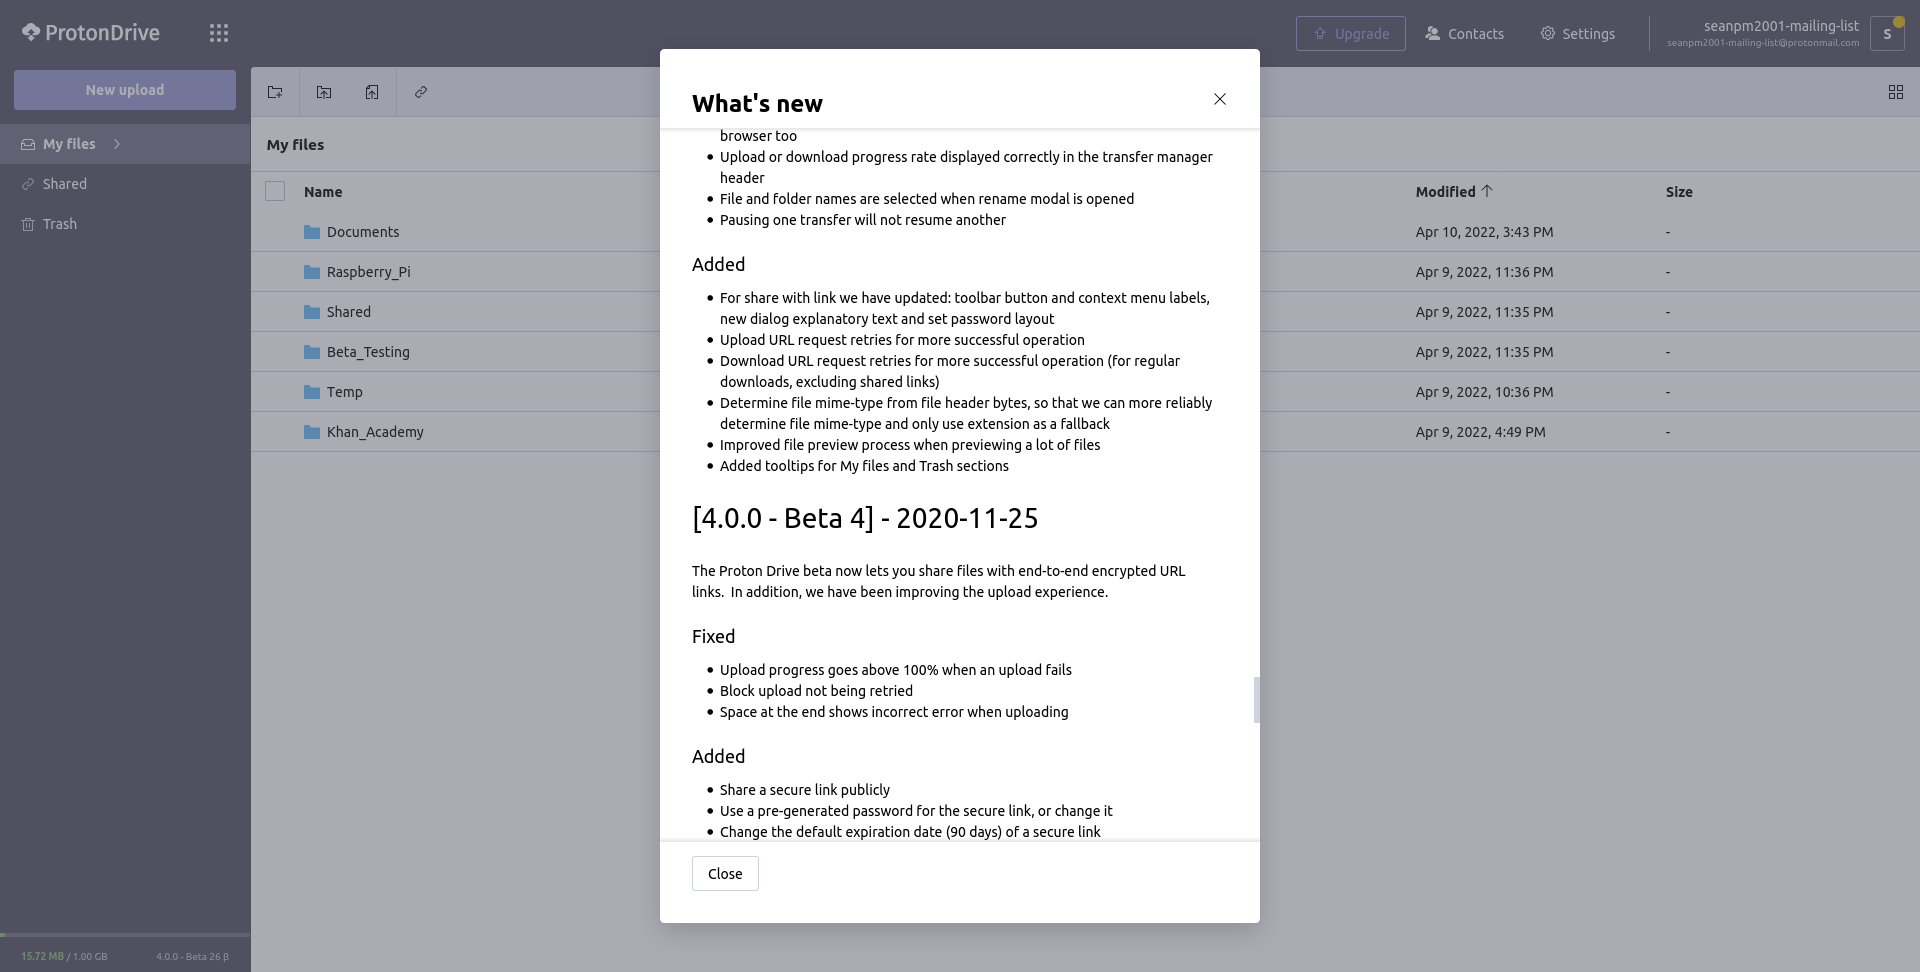 ProtonDrive
Upgrade
Contacts
Settings
seanpm2001-mailing-list
seanpm2001-mailing-list@protonmail.com
S
New upload
My files
Shared
Trash
My files
Name
Modified
Size
Documents
Apr 10, 2022, 3:43 PM
-
Raspberry_Pi
Apr 9, 2022, 11:36 PM
-
Shared
Apr 9, 2022, 11:35 PM
-
Beta_Testing
Apr 9, 2022, 11:35 PM
-
Temp
Apr 9, 2022, 10:36 PM
-
Khan_Academy
Apr 9, 2022, 4:49 PM
-
What's new
browser too
• Upload or download progress rate displayed correctly in the transfer manager
header
• File and folder names are selected when rename modal is opened
• Pausing one transfer will not resume another
Added
• For share with link we have updated: toolbar button and context menu labels,
new dialog explanatory text and set password layout
• Upload URL request retries for more successful operation
• Download URL request retries for more successful operation (for regular
downloads, excluding shared links)
• Determine file mime-type from file header bytes, so that we can more reliably
determine file mime-type and only use extension as a fallback
• Improved file preview process when previewing a lot of files
• Added tooltips for My files and Trash sections
[4.0.0 - Beta 4] - 2020-11-25
The Proton Drive beta now lets you share files with end-to-end encrypted URL
links.  In addition, we have been improving the upload experience.
Fixed
• Upload progress goes above 100% when an upload fails
• Block upload not being retried
• Space at the end shows incorrect error when uploading
Added
• Share a secure link publicly
• Use a pre-generated password for the secure link, or change it
• Change the default expiration date (90 days) of a secure link
Close
15.72 MB / 1.00 GB
4.0.0 - Beta 26 β